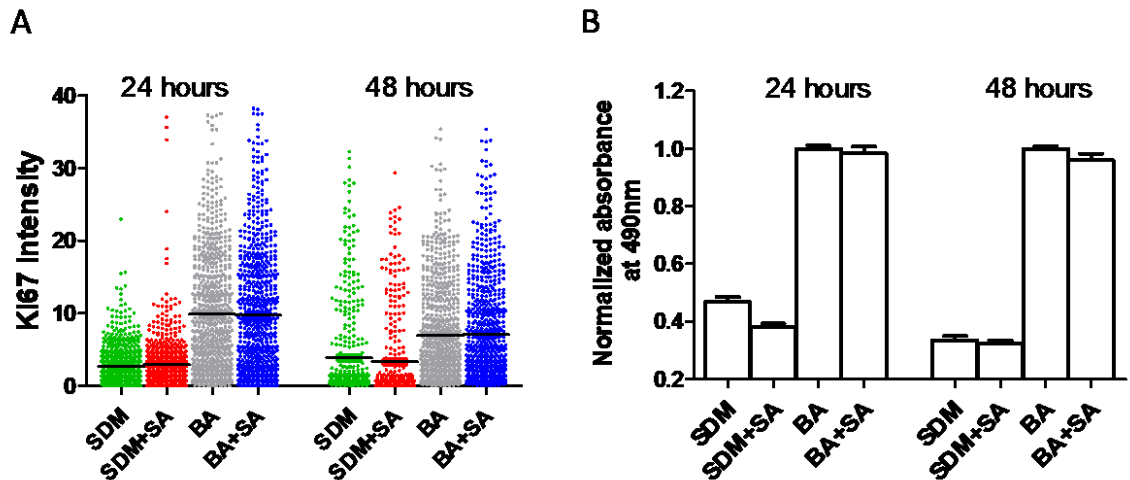 A
24 hours
48 hours
KI67 Intensity
40
30
20
10
0
SDM
SDM+SA
BA
BA+SA
SDM
SDM+SA
BA
BA+SA
B
24 hours
48 hours
Normalized absorbance
at 490nm
1.2
1.0
0.8
0.6
0.4
0.2
SDM
SDM+SA
BA
BA+SA
SDM
SDM+SA
BA
BA+SA